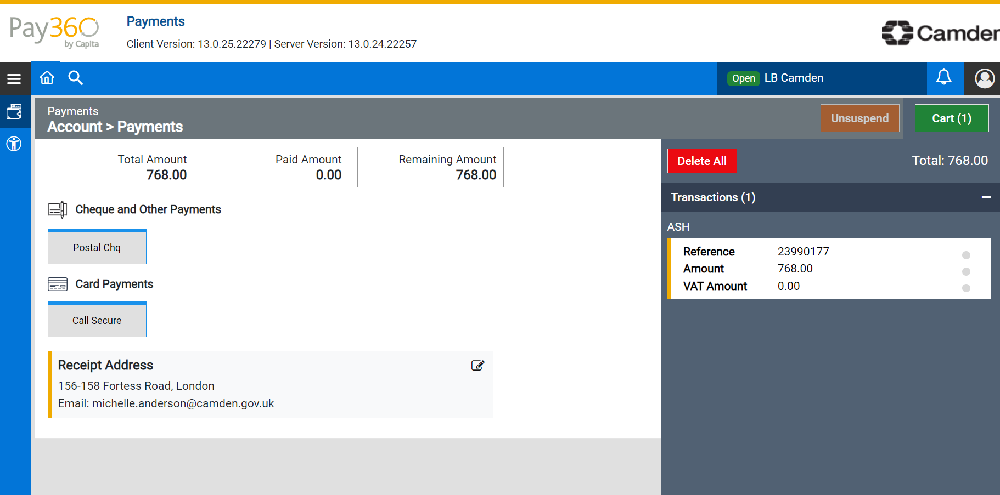 Pay360
by Capita
Payments
Client Version: 13.0.25.22279 | Server Version: 13.0.24.22257
Camden
Open LB Camden
Payments
Account > Payments
Unsuspend
Cart (1)
Total Amount
768.00
Paid Amount
0.00
Remaining Amount
768.00
Cheque and Other Payments
Postal Chq
Card Payments
Call Secure
Receipt Address
156-158 Fortess Road, London
Email: michelle.anderson@camden.gov.uk
Delete All
Total: 768.00
Transactions (1)
ASH
Reference 23990177
Amount 768.00
VAT Amount 0.00